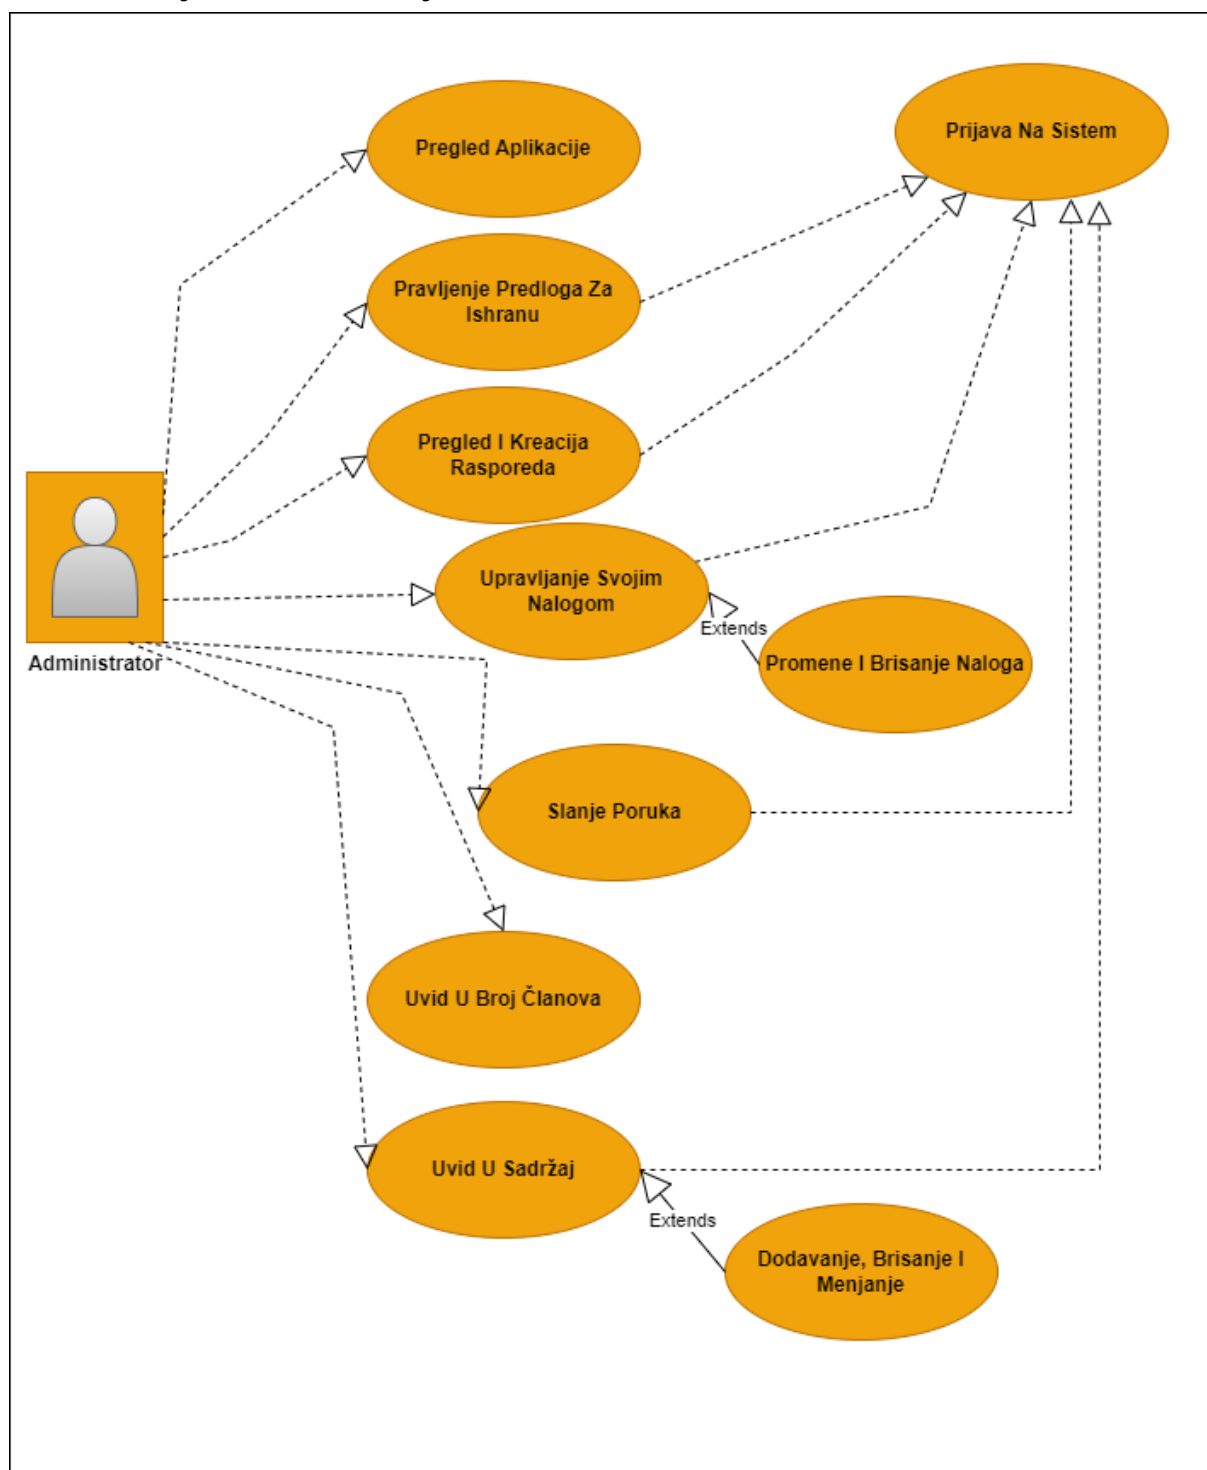 Pregled Aplikacije
Prijava Na Sistem
Pravljenje Predloga Za
Ishranu
Pregled I Kreacija
Rasporeda
Upravljanje Svojim
Nalogom
Extends
Promene I Brisanje Naloga
Administrator
Slanje Poruka
Uvid U Broj Članova
Uvid U Sadržaj
Extends
Dodavanje, Brisanje I
Menjanje